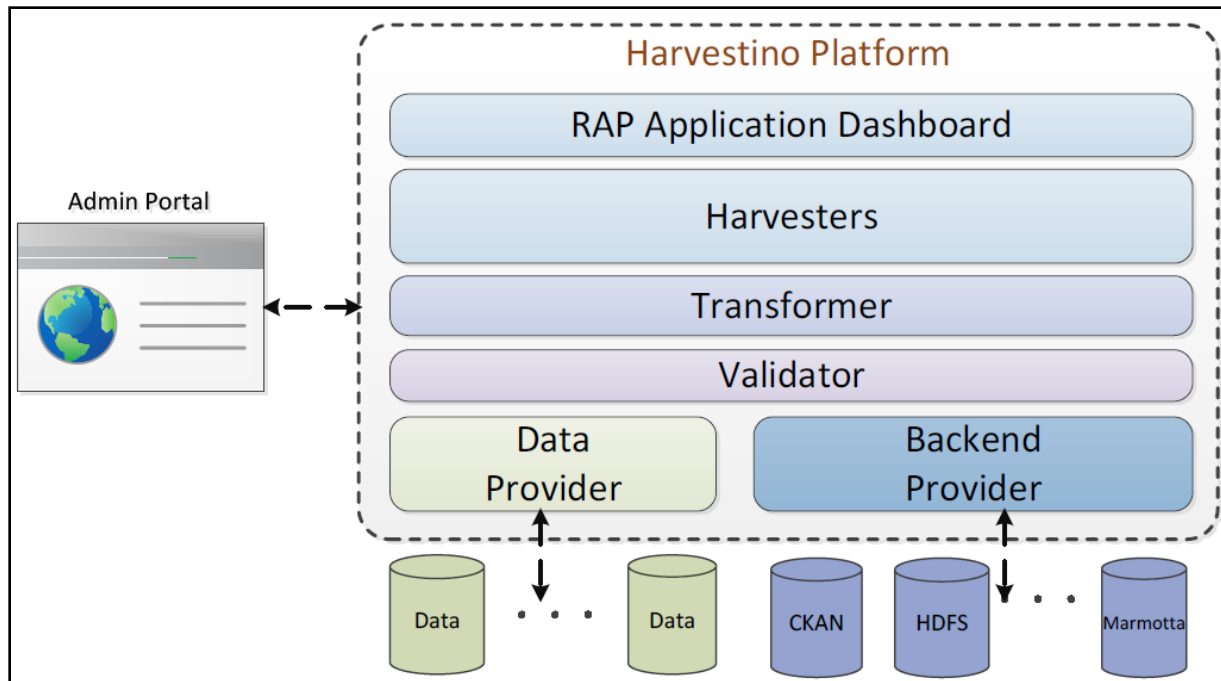 Harvestino Platform
RAP Application Dashboard
Admin Portal
Harvesters
Transformer
Validator
Data
Provider
Backend
Provider
Data
Data
CKAN
HDFS
Marmotta